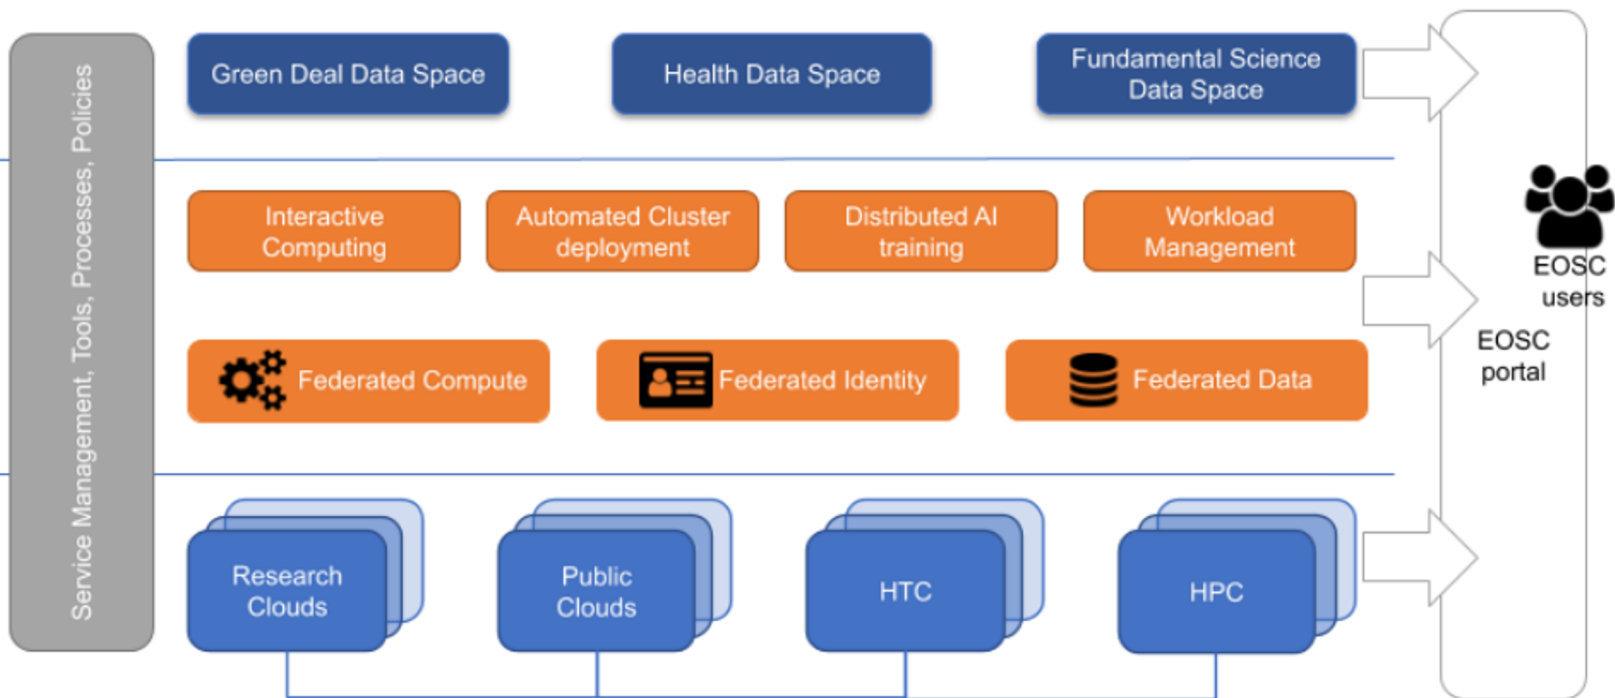 Service Management, Tools, Processes, Policies
Green Deal Data Space
Health Data Space
Fundamental Science
Data Space
Interactive
Computing
Automated Cluster
deployment
Distributed AI
training
Workload
Management
Federated Compute
Federated Identity
Federated Data
Research
Clouds
Public
Clouds
HTC
HPC
EOSC
users
EOSC
portal